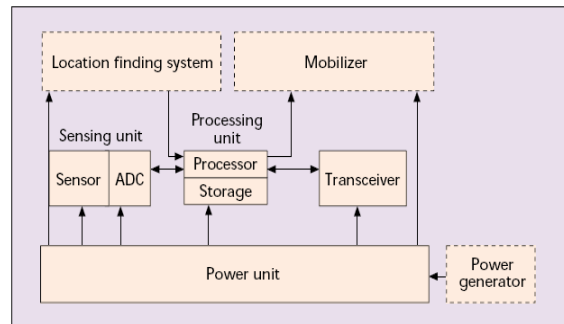 Location finding system
Mobilizer
Sensing unit
Processing
unit
Sensor
ADC
Processor
Storage
Transceiver
Power unit
Power
generator